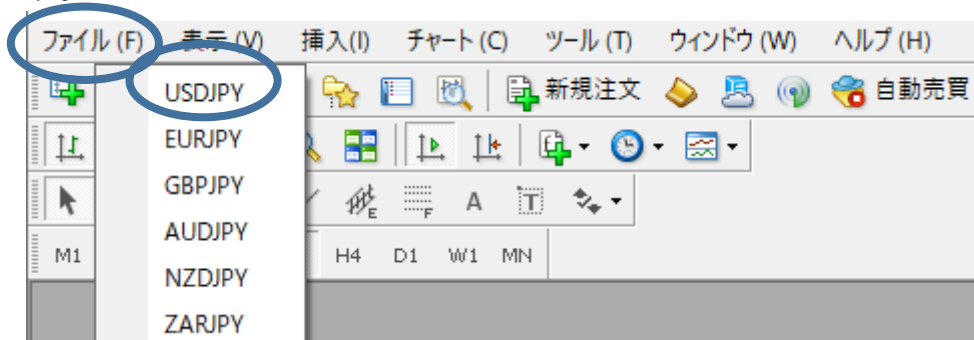 ファイル (F) 表示 (V) 挿入(I) チャート (C) ツール (T) ウィンドウ (W) ヘルプ (H)
USDJPY 新規注文 自動売買
EURJPY
GBPJPY E F A T
AUDJPY
M1 H4 D1 W1 MN
NZDJPY
ZARJPY